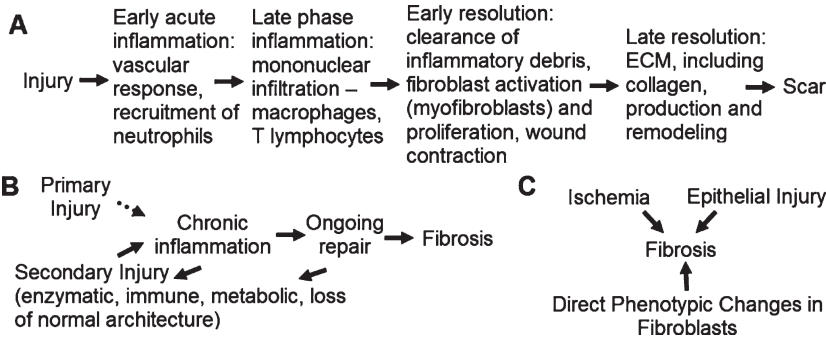 A
Injury
Early acute
inflammation:
vascular
response,
recruitment of
neutrophils
Late phase
inflammation:
mononuclear
infiltration –
macrophages,
T lymphocytes
Early resolution:
clearance of
inflammatory debris,
fibroblast activation
(myofibroblasts) and
proliferation, wound
contraction
Late resolution:
ECM, including
collagen,
production and
remodeling
Scar
B
Primary
Injury
Chronic
inflammation
Ongoing
repair
Fibrosis
Secondary Injury
(enzymatic, immune, metabolic, loss
of normal architecture)
C
Ischemia
Epithelial Injury
Fibrosis
Direct Phenotypic Changes in
Fibroblasts